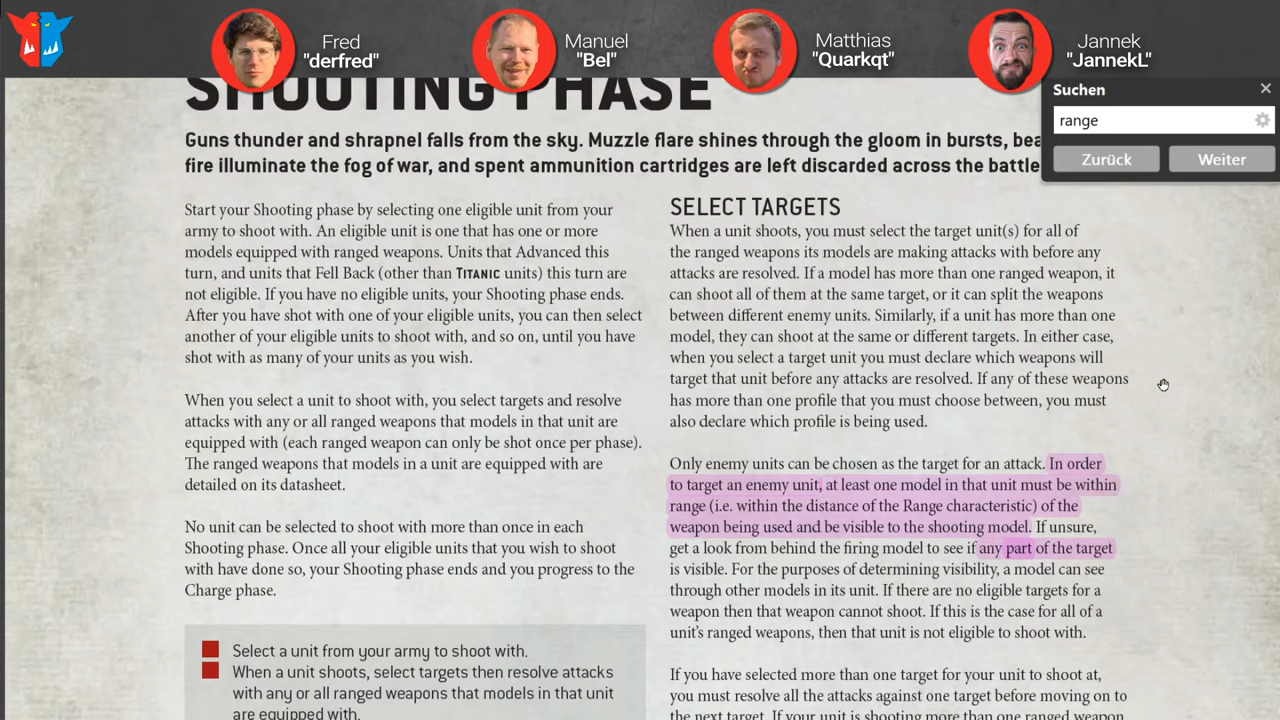 Fred
"derfred"
Manuel
"Bel"
Matthias
"Quarkqt"
Jannek
"JannekL"
Suchen
range
Zurück
Weiter
SHOOTING PHASE
Guns thunder and shrapnel falls from the sky. Muzzle flare shines through the gloom in bursts, bea
fire illuminate the fog of war, and spent ammunition cartridges are left discarded across the battle
Start your Shooting phase by selecting one eligible unit from your
army to shoot with. An eligible unit is one that has one or more
models equipped with ranged weapons. Units that Advanced this
turn, and units that Fell Back (other than TITANIC units) this turn are
not eligible. If you have no eligible units, your Shooting phase ends.
After you have shot with one of your eligible units, you can then select
another of your eligible units to shoot with, and so on, until you have
shot with as many of your units as you wish.
When you select a unit to shoot with, you select targets and resolve
attacks with any or all ranged weapons that models in that unit are
equipped with (each ranged weapon can only be shot once per phase).
The ranged weapons that models in a unit are equipped with are
detailed on its datasheet.
No unit can be selected to shoot with more than once in each
Shooting phase. Once all your eligible units that you wish to shoot
with have done so, your Shooting phase ends and you progress to the
Charge phase.
Select a unit from your army to shoot with.
When a unit shoots, select targets then resolve attacks
with any or all ranged weapons that models in that unit
are equipped with.
SELECT TARGETS
When a unit shoots, you must select the target unit(s) for all of
the ranged weapons its models are making attacks with before any
attacks are resolved. If a model has more than one ranged weapon, it
can shoot all of them at the same target, or it can split the weapons
between different enemy units. Similarly, if a unit has more than one
model, they can shoot at the same or different targets. In either case,
when you select a target unit you must declare which weapons will
target that unit before any attacks are resolved. If any of these weapons
has more than one profile that you must choose between, you must
also declare which profile is being used.
Only enemy units can be chosen as the target for an attack. In order
to target an enemy unit, at least one model in that unit must be within
range (i.e. within the distance of the Range characteristic) of the
weapon being used and be visible to the shooting model. If unsure,
get a look from behind the firing model to see if any part of the target
is visible. For the purposes of determining visibility, a model can see
through other models in its unit. If there are no eligible targets for a
weapon then that weapon cannot shoot. If this is the case for all of a
unit's ranged weapons, then that unit is not eligible to shoot with.
If you have selected more than one target for your unit to shoot at,
you must resolve all the attacks against one target before moving on to
the next target. If your unit is shooting more than one ranged weapon